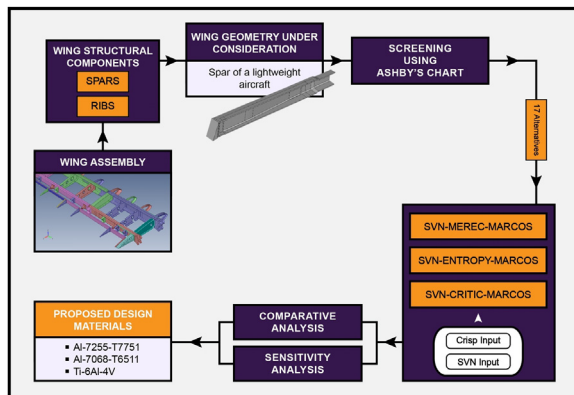 WING STRUCTURAL
COMPONENTS
SPARS
RIBS
WING ASSEMBLY
WING GEOMETRY UNDER
CONSIDERATION
Spar of a lightweight
aircraft
SCREENING
USING
ASHBY'S CHART
17 Alternatives
SVN-MEREC-MARCOS
SVN-ENTROPY-MARCOS
SVN-CRITIC-MARCOS
Crisp Input
SVN Input
COMPARATIVE
ANALYSIS
SENSITIVITY
ANALYSIS
PROPOSED DESIGN
MATERIALS
▪ Al-7255-T7751
▪ Al-7068-T6511
▪ Ti-6Al-4V